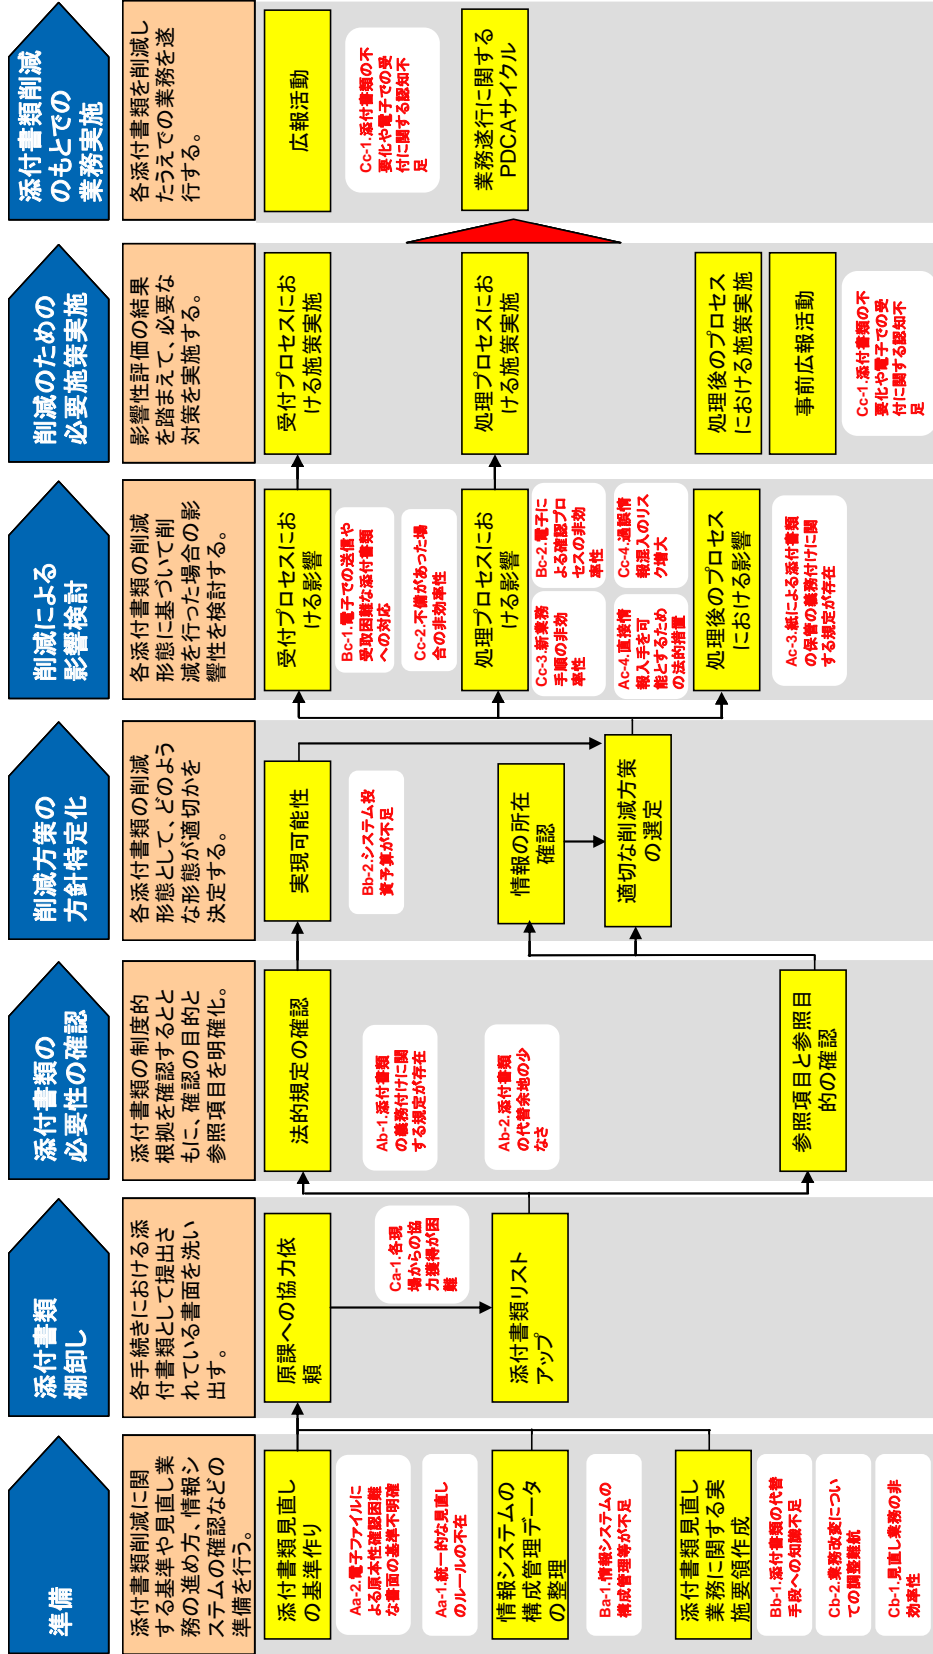 準備
添付書類削減に関
する基準や見直し業
務の進め方、情報シ
ステムの確認などの
準備を行う。
添付書類見直し
の基準作り
Aa-2.電子ファイルに
よる原本性確認困難
な書面の基準不明確
Aa-1.統一的な見直し
のルールの不在
情報システムの
構成管理データ
の整理
Ba-1.情報システムの
構成管理等が不足
添付書類見直し
業務に関する実
施要領作成
Bb-1.添付書類の代替
手段への知識不足
Cb-2.業務改変につい
ての調整難航
Cb-1.見直し業務の非
効率性
添付書類
棚卸し
各手続きにおける添
付書類として提出さ
れている書面を洗い
出す。
原課への協力依
頼
Ca-1.各現
場からの協
力獲得が困
難
添付書類リスト
アップ
添付書類の
必要性の確認
添付書類の制度的
根拠を確認するとと
もに、確認の目的と
参照項目を明確化。
法的規定の確認
Ab-1.添付書類
の義務付けに関
する規定が存在
Ab-2.添付書類
の代替余地の少
なさ
参照項目と参照目
的の確認
削減方策の
方針特定化
各添付書類の削減
形態として、どのよう
な形態が適切かを
決定する。
実現可能性
Bb-2.システム投
資予算が不足
情報の所在
確認
適切な削減方策
の選定
削減による
影響検討
各添付書類の削減
形態に基づいて削
減を行った場合の影
響性を検討する。
受付プロセスにお
ける影響
Bc-1.電子での送信や
受取困難な添付書類
への対応
Cc-2.不備があった場
合の非効率性
処理プロセスにお
ける影響
Cc-3.新業務
手順の非効
率性
Bc-2.電子に
よる確認プロ
セスの非効
率性
Ac-4.直接情
報入手を可
能とするため
の法的措置
Cc-4.過誤情
報混入のリス
ク増大
処理後のプロセス
における影響
Ac-3.紙による添付書類
の保管の義務付けに関
する規定が存在
削減のための
必要施策実施
影響性評価の結果
を踏まえて、必要な
対策を実施する。
受付プロセスにお
ける施策実施
処理プロセスにお
ける施策実施
処理後のプロセス
における施策実施
事前広報活動
Cc-1.添付書類の不
要化や電子での受
付に関する認知不
足
添付書類削減
のもとでの
業務実施
各添付書類を削減し
たうえでの業務を遂
行する。
広報活動
Cc-1.添付書類の不
要化や電子での受
付に関する認知不
足
業務遂行に関する
PDCAサイクル